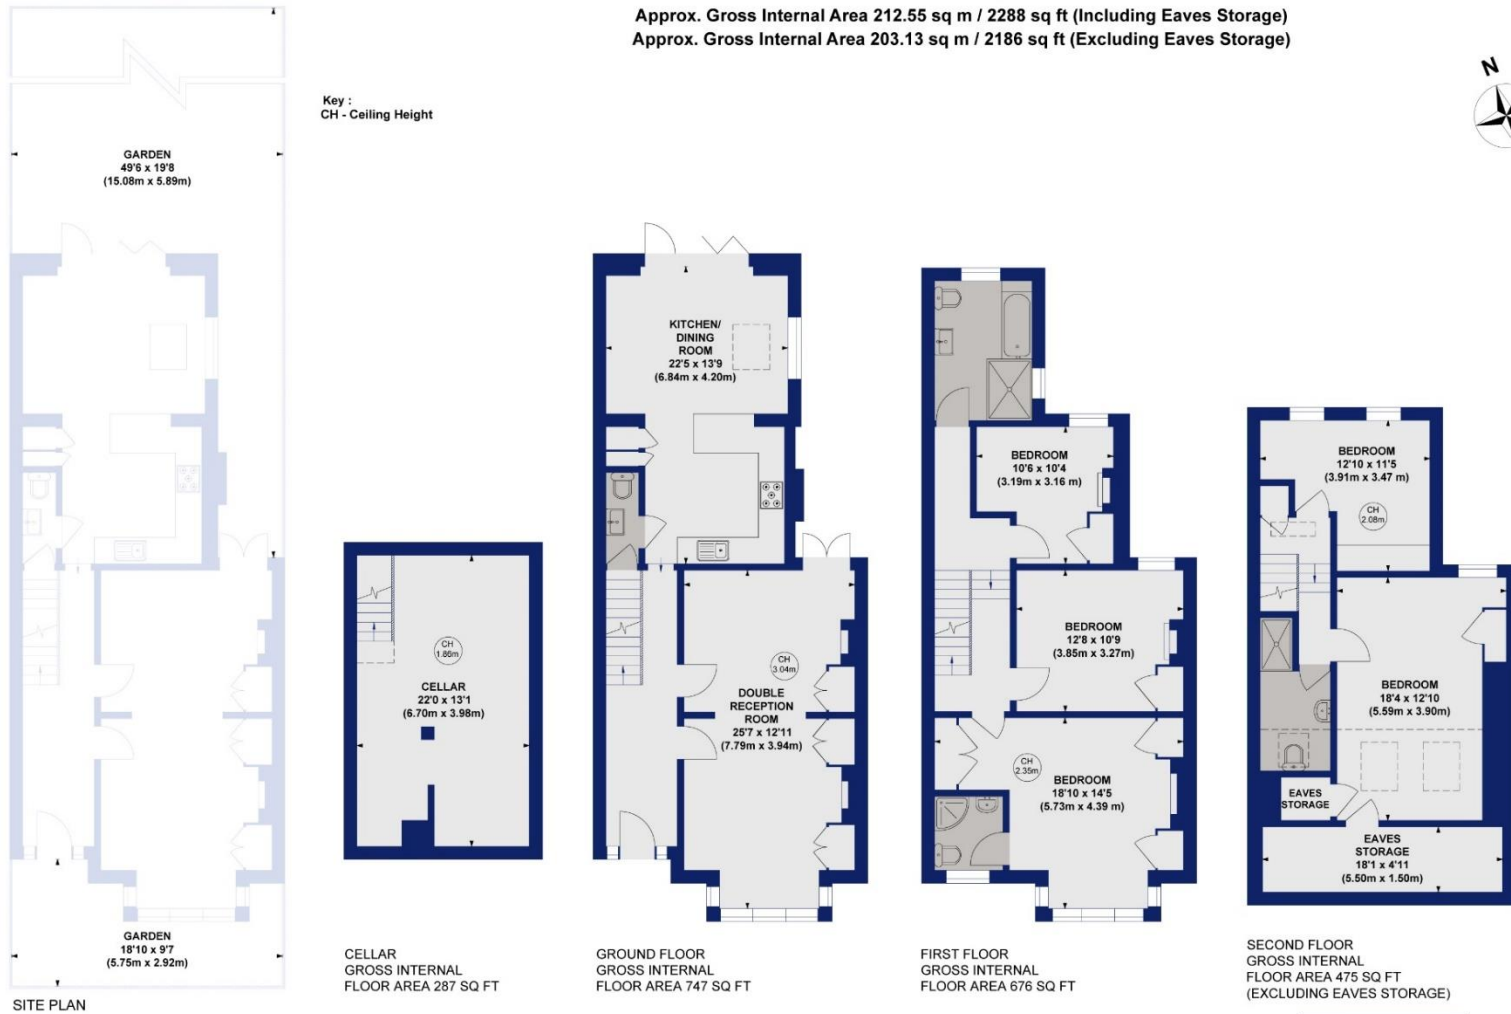 Approx. Gross Internal Area 212.55 sq m / 2288 sq ft (Including Eaves Storage)
Approx. Gross Internal Area 203.13 sq m / 2186 sq ft (Excluding Eaves Storage)
N
Key :
CH - Ceiling Height
GARDEN
49'6 x 19'8
(15.08m x 5.89m)
GARDEN
18'10 x 9'7
(5.75m x 2.92m)
SITE PLAN
CH
1.86m
CELLAR
22'0 x 13'1
(6.70m x 3.98m)
CELLAR
GROSS INTERNAL
FLOOR AREA 287 SQ FT
KITCHEN/
DINING
ROOM
22'5 x 13'9
(6.84m x 4.20m)
CH
3.04m
DOUBLE
RECEPTION
ROOM
25'7 x 12'11
(7.79m x 3.94m)
GROUND FLOOR
GROSS INTERNAL
FLOOR AREA 747 SQ FT
BEDROOM
10'6 x 10'4
(3.19m x 3.16 m)
BEDROOM
12'8 x 10'9
(3.85m x 3.27m)
CH
2.35m
BEDROOM
18'10 x 14'5
(5.73m x 4.39 m)
FIRST FLOOR
GROSS INTERNAL
FLOOR AREA 676 SQ FT
BEDROOM
12'10 x 11'5
(3.91m x 3.47 m)
CH
2.08m
BEDROOM
18'4 x 12'10
(5.59m x 3.90m)
EAVES
STORAGE
EAVES
STORAGE
18'1 x 4'11
(5.50m x 1.50m)
SECOND FLOOR
GROSS INTERNAL
FLOOR AREA 475 SQ FT
(EXCLUDING EAVES STORAGE)